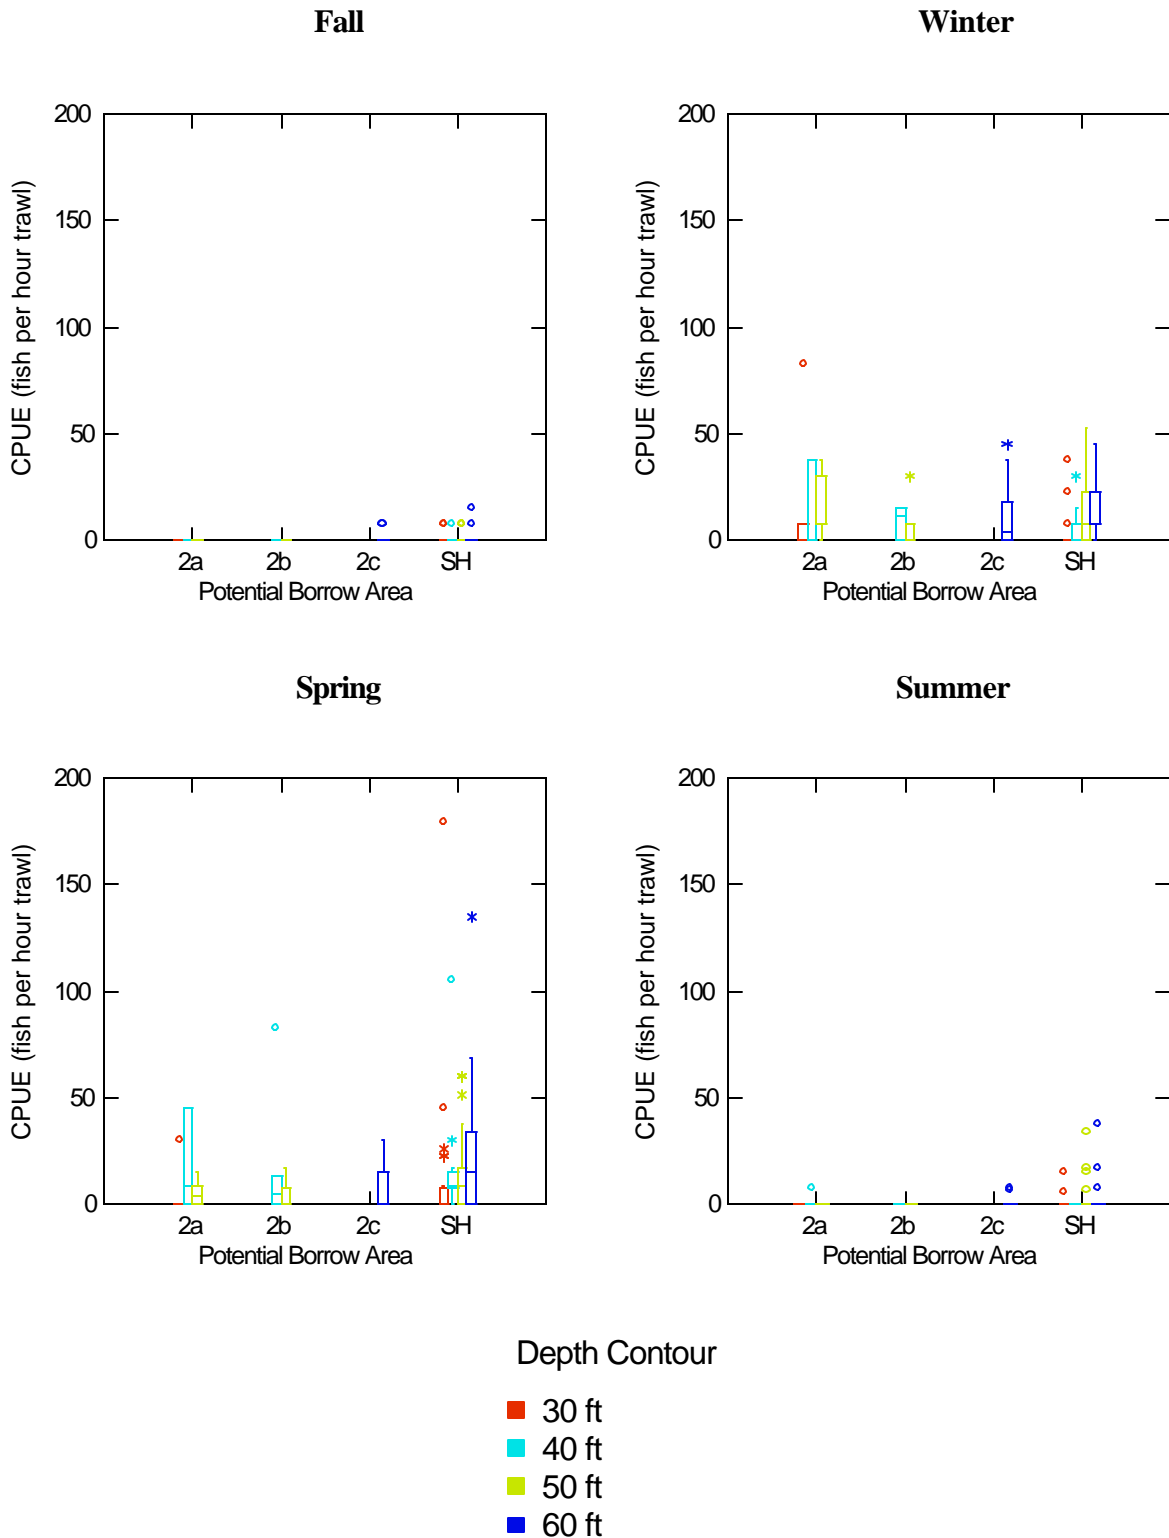 Fall
200
150
100
50
0
CPUE (fish per hour trawl)
2a 2b 2c SH
Potential Borrow Area
Winter
200
150
100
50
0
CPUE (fish per hour trawl)
2a 2b 2c SH
Potential Borrow Area
Spring
200
150
100
50
0
CPUE (fish per hour trawl)
2a 2b 2c SH
Potential Borrow Area
Summer
200
150
100
50
0
CPUE (fish per hour trawl)
2a 2b 2c SH
Potential Borrow Area
Depth Contour
30 ft
40 ft
50 ft
60 ft